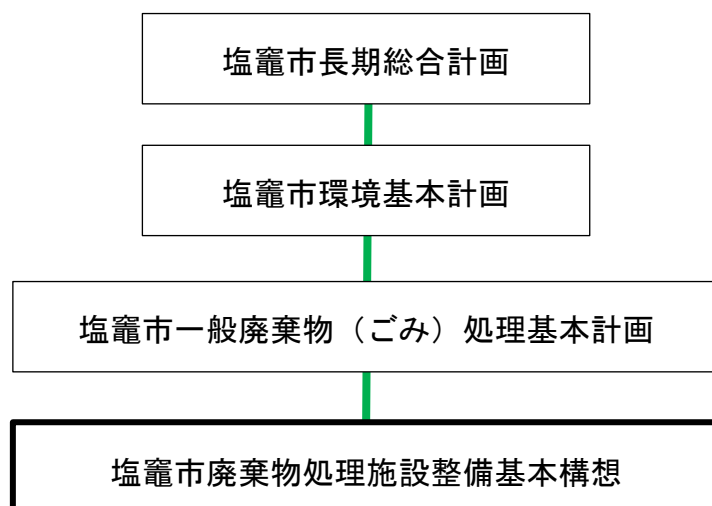 塩竈市長期総合計画
塩竈市環境基本計画
塩竈市一般廃棄物（ごみ）処理基本計画
塩竈市廃棄物処理施設整備基本構想